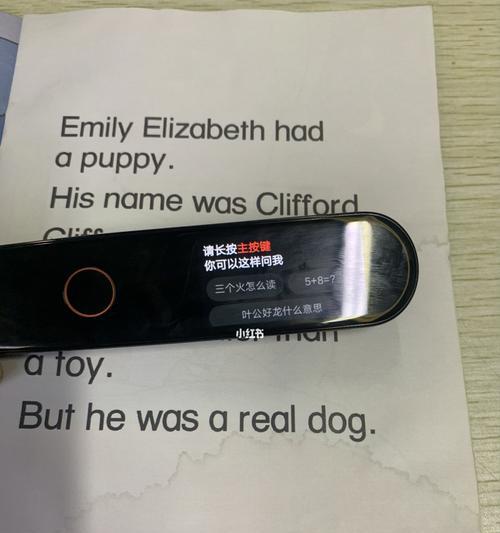 Emily Elizabeth had
a puppy.
His name was Clifford
请长按主按键
你可以这样问我
三个火怎么读
5+8=?
叶公好龙什么意思
小红书
than
a toy.
But he was a real dog.